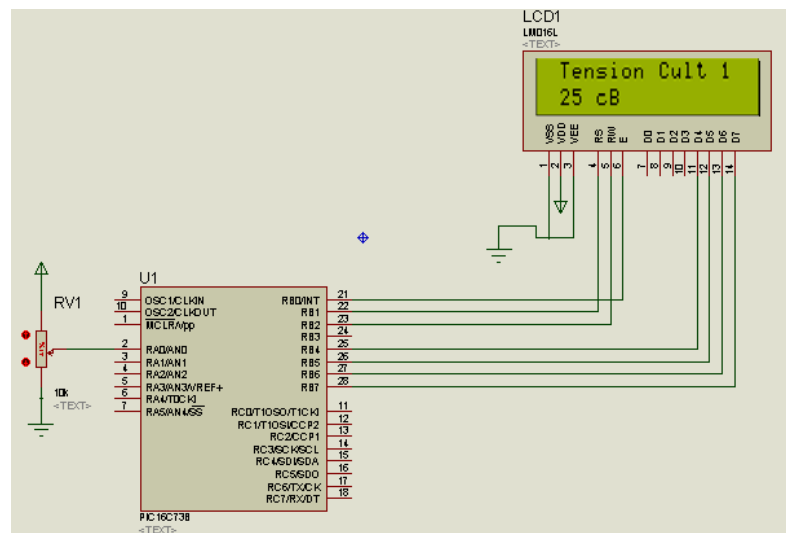 LCD1
LM016L
<TEXT>
Tension Cult 1
25 cB
VSS VDD VEE RS RW E D0 D1 D2 D3 D4 D5 D6 D7
1 2 3 4 5 6 7 8 9 10 11 12 13 14
U1
RV1
10k
<TEXT>
9 OSC1/CLKIN RB0/INT 21
10 OSC2/CLKOUT RB1 22
1 MCLR/Vpp RB2 23
RB3 24
2 RA0/AN0 RB4 25
3 RA1/AN1 RB5 26
4 RA2/AN2 RB6 27
5 RA3/AN3/VREF+ RB7 28
6 RA4/T0CKI
7 RA5/AN4/SS RC0/T1OSO/T1CKI 11
RC1/T1OSI/CCP2 12
RC2/CCP1 13
RC3/SCK/SCL 14
RC4/SDI/SDA 15
RC5/SDO 16
RC6/TX/CK 17
RC7/RX/DT 18
PIC16C73B
<TEXT>